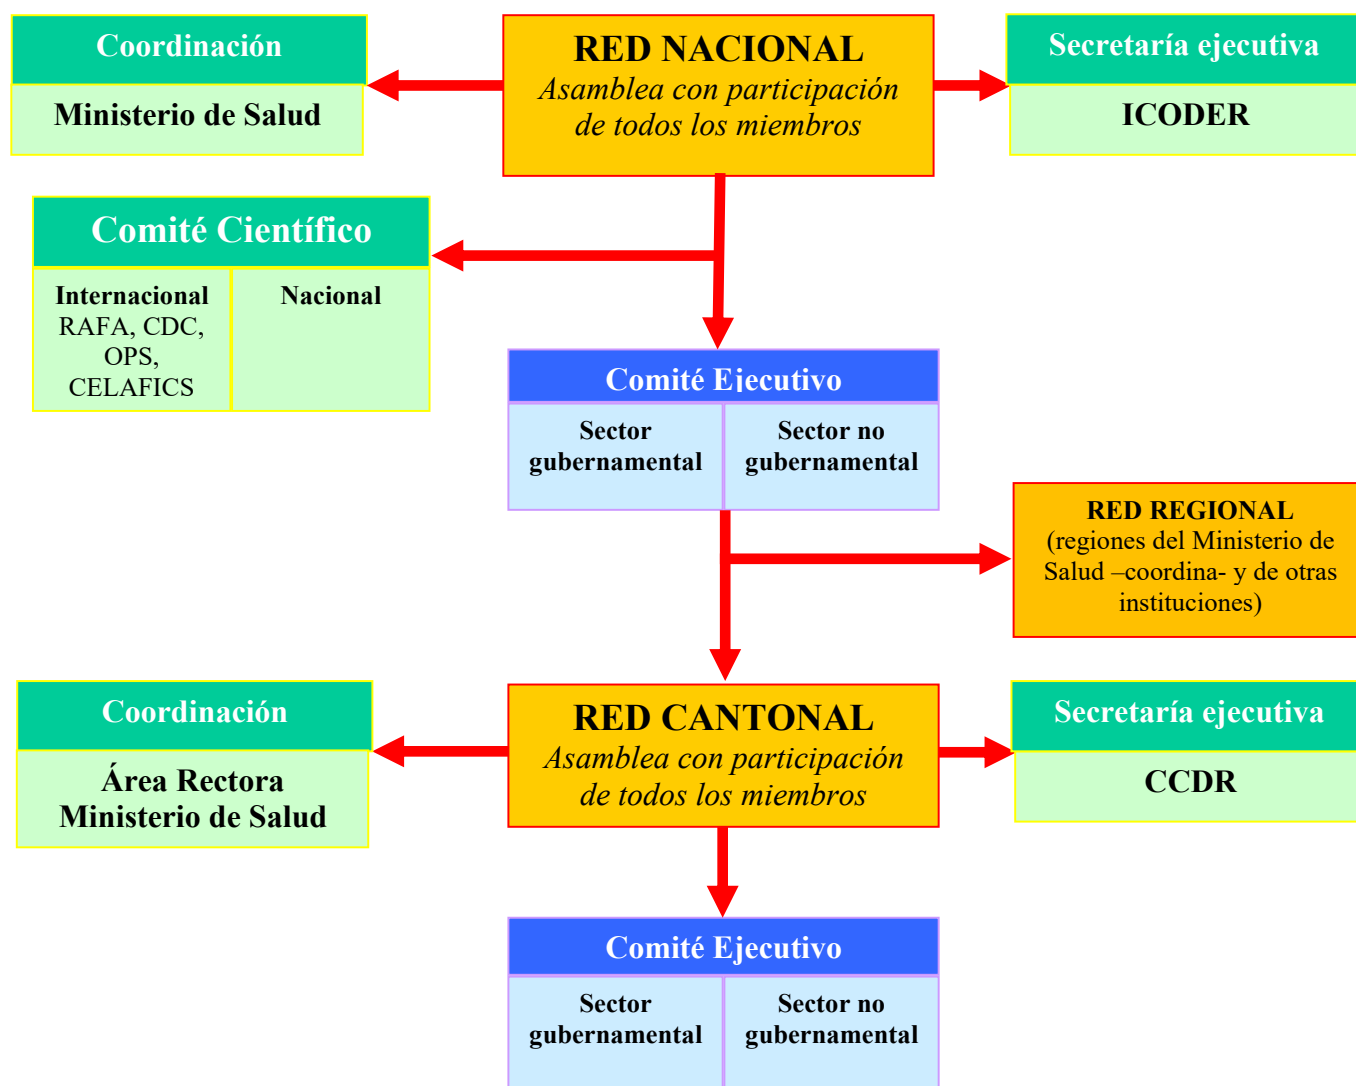 Coordinación
Ministerio de Salud
RED NACIONAL
Asamblea con participación
de todos los miembros
Secretaría ejecutiva
ICODER
Comité Científico
Internacional
RAFA, CDC,
OPS,
CELAFICS
Nacional
Comité Ejecutivo
Sector
gubernamental
Sector no
gubernamental
RED REGIONAL
(regiones del Ministerio de
Salud –coordina- y de otras
instituciones)
Coordinación
Área Rectora
Ministerio de Salud
RED CANTONAL
Asamblea con participación
de todos los miembros
Secretaría ejecutiva
CCDR
Comité Ejecutivo
Sector
gubernamental
Sector no
gubernamental